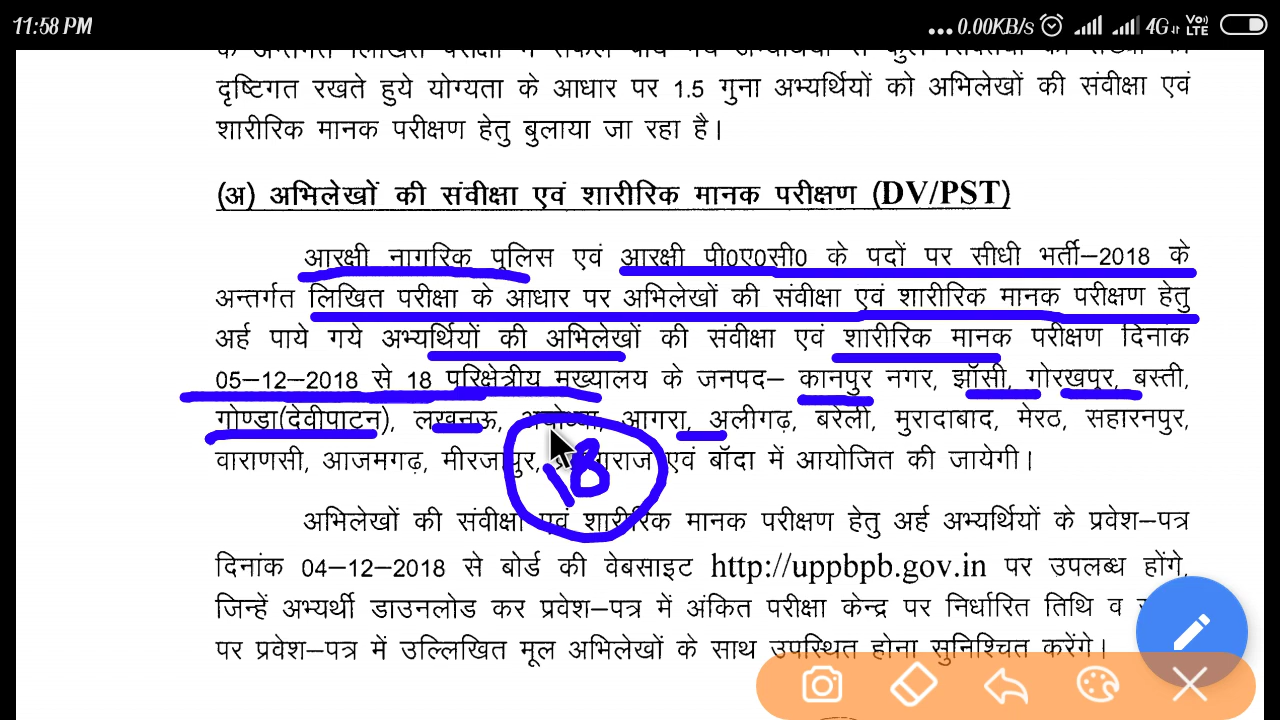 11:58 PM
...0.00KB/s 4G VoLTE
दृष्टिगत रखते हुये योग्यता के आधार पर 1.5 गुना अभ्यर्थियों को अभिलेखों की संवीक्षा एवं
शारीरिक मानक परीक्षण हेतु बुलाया जा रहा है।
(अ) अभिलेखों की संवीक्षा एवं शारीरिक मानक परीक्षण (DV/PST)
आरक्षी नागरिक पुलिस एवं आरक्षी पी0ए0सी0 के पदों पर सीधी भर्ती–2018 के
अन्तर्गत लिखित परीक्षा के आधार पर अभिलेखों की संवीक्षा एवं शारीरिक मानक परीक्षण हेतु
अर्ह पाये गये अभ्यर्थियों की अभिलेखों की संवीक्षा एवं शारीरिक मानक परीक्षण दिनांक
05–12–2018 से 18 परिक्षेत्रीय मुख्यालय के जनपद– कानपुर नगर, झॉसी, गोरखपुर, बस्ती,
गोण्डा(देवीपाटन), लखनऊ, अयोध्या, आगरा, अलीगढ़, बरेली, मुरादाबाद, मेरठ, सहारनपुर,
वाराणसी, आजमगढ़, मीरजापुर, प्रयागराज एवं बॉदा में आयोजित की जायेगी।
18
अभिलेखों की संवीक्षा एवं शारीरिक मानक परीक्षण हेतु अर्ह अभ्यर्थियों के प्रवेश–पत्र
दिनांक 04–12–2018 से बोर्ड की वेबसाइट http://uppbpb.gov.in पर उपलब्ध होंगे,
जिन्हें अभ्यर्थी डाउनलोड कर प्रवेश–पत्र में अंकित परीक्षा केन्द्र पर निर्धारित तिथि व
पर प्रवेश–पत्र में उल्लिखित मूल अभिलेखों के साथ उपस्थित होना सुनिश्चित करेंगे।